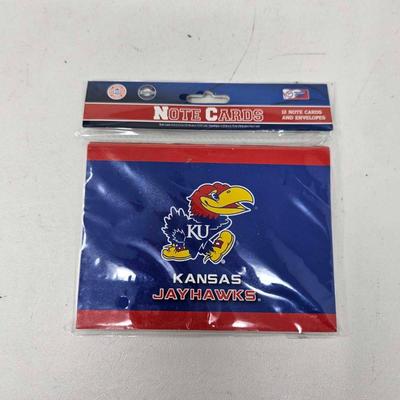 NOTE CARDS
12 NOTE CARDS
AND ENVELOPES
KU
KANSAS
JAYHAWKS®